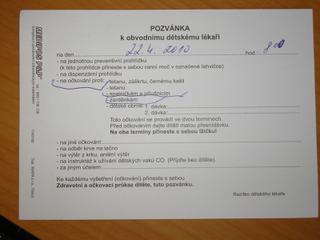 POZVÁNKA
k obvodnímu dětskému lékaři
na den 22.4. 2010 hod: 8 00
- na jednotlivou preventivní prohlídku
(k této prohlídce přineste s sebou ranní moč v označené lahvičce)
- na dispenzární prohlídku
- na očkování proti: - tetanu, záškrtu, černému kašli
- tetanu
- spalničkám a příušnicím
- zarděnkám
- dětské obrně 1. dávka:
2. dávka:
Toto očkování se provádí ve dvou termínech.
Před očkováním dejte dítěti malou přesnídávku.
Na oba termíny přineste s sebou lžičku!
- na jiné očkování
- na odběr krve na lačno
- na výtěr z krku, anální výtěr
- na instruktáž k užívání dětských vaku CO. (Přijďte bez dítěte).
- za jiným účelem
Ke každému vyšetření (očkování) přineste s sebou
Zdravotní a očkovací průkaz dítěte, tuto pozvánku.
Razítko dětského lékaře